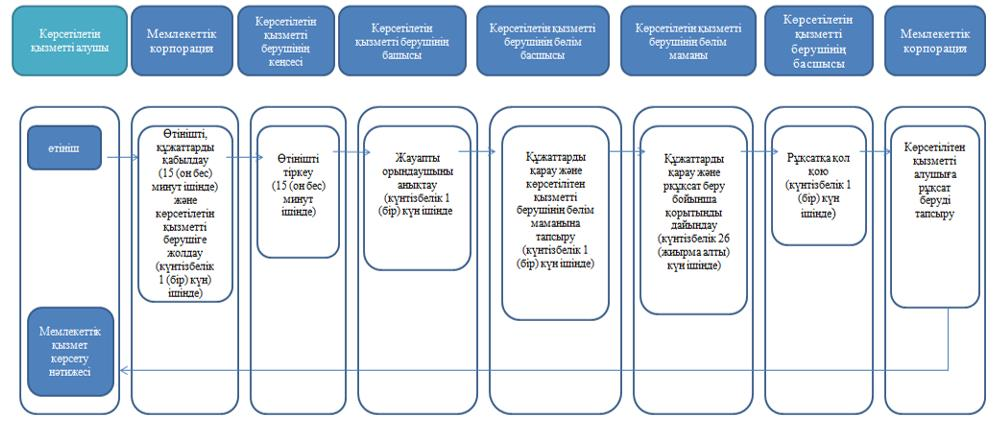 Көрсетілетін
қызметті алушы
Мемлекеттік
корпорация
Көрсетілетін
қызметті
берушінің
кеңсесі
Көрсетілетін
қызметті берушінің
башысы
Көрсетілетін қызметті
берушінің бөлім
басшысы
Көрсетілетін қызметті
берушінің бөлім
маманы
Көрсетілетін
қызметті
берушінің
басшысы
Мемлекеттік
корпорация
өтініш
Өтінішті,
құжаттарды
қабылдау
(15 (он бес)
минут ішінде)
және
көрсетілетін
қызметті
берушіге
жолдау
(күнтізбелік
1 (бір) күн)
ішінде)
Өтінішті
тіркеу
(15 (он бес)
минут
ішінде)
Жауапты
орындаушыны
анықтау
(күнтізбелік 1
(бір) күн ішінде
Құжаттарды
қарау және
көрсетілітен
қызметті
берушінің бөлім
маманына
тапсыру
(күнтізбелік 1
(бір) күн ішінде)
Құжаттарды
қарау және
рқұқсат беру
бойынша
қорытынды
дайындау
(күнтізбелік 26
(жиырма алты)
күн ішінде)
Рұқсатқа қол
қою
(күнтізбелік 1
(бір) күн
ішінде)
Көрсетілітен
қызметті
алушыға
рұқсат
беруді
тапсыру
Мемлекеттік
қызмет
көрсету
нәтижесі